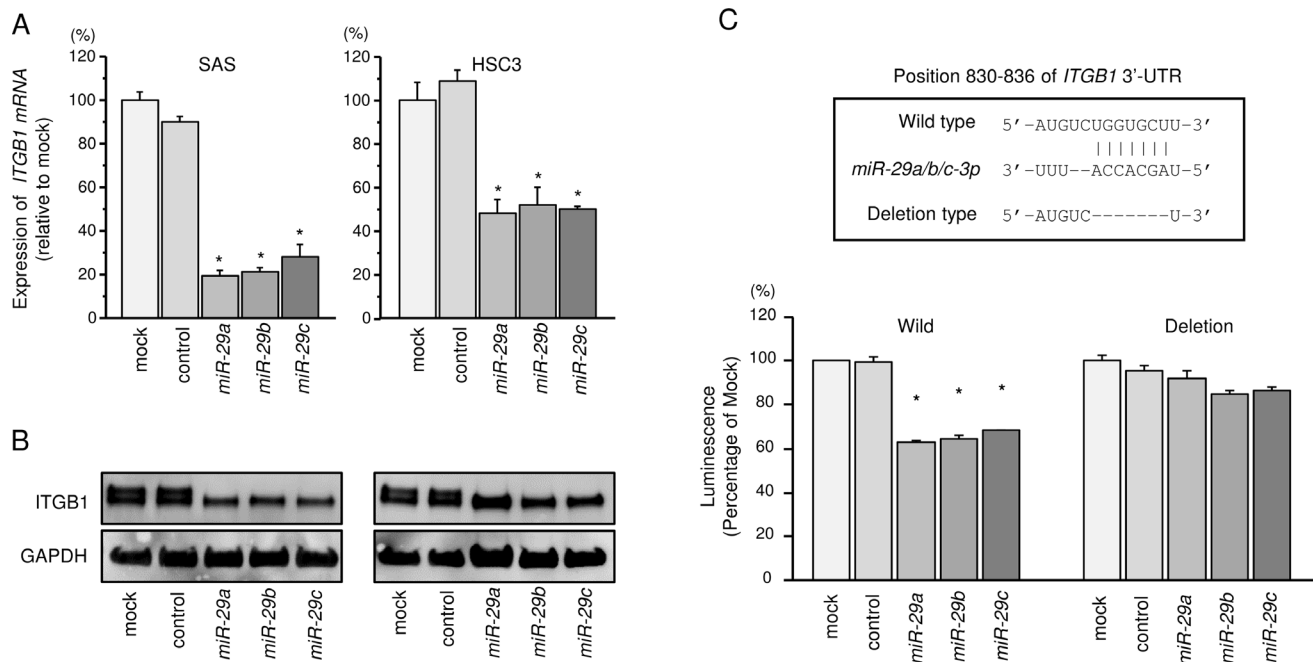 A
(%)
SAS
Expression of ITGB1 mRNA
(relative to mock)
120
100
80
60
40
20
0
*
*
*
mock
control
miR-29a
miR-29b
miR-29c
(%)
HSC3
120
100
80
60
40
20
0
*
*
*
mock
control
miR-29a
miR-29b
miR-29c
B
ITGB1
GAPDH
mock
control
miR-29a
miR-29b
miR-29c
mock
control
miR-29a
miR-29b
miR-29c
C
Position 830-836 of ITGB1 3’-UTR
Wild type 5’-AUGUCUGGUGCUU-3’
|||||||
miR-29a/b/c-3p 3’-UUU--ACCACGAU-5’
Deletion type 5’-AUGUC-------U-3’
(%)
Luminescence
(Percentage of Mock)
120
100
80
60
40
20
0
Wild
*
*
*
mock
control
miR-29a
miR-29b
miR-29c
Deletion
mock
control
miR-29a
miR-29b
miR-29c